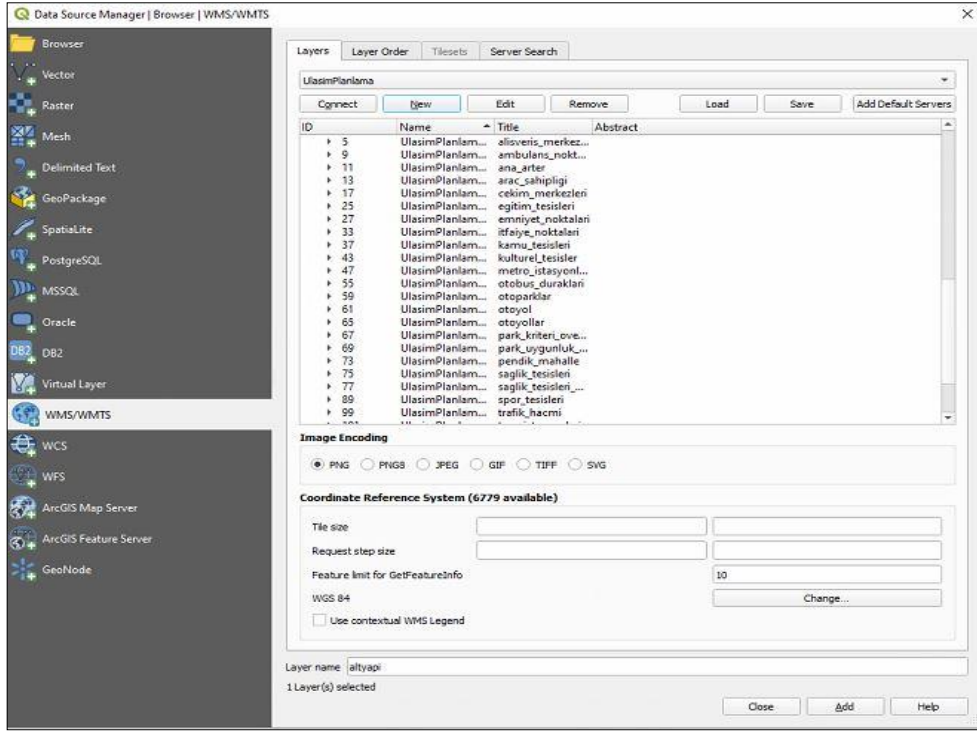 Data Source Manager | Browser | WMS/WMTS
Browser
Vector
Raster
Mesh
Delimited Text
GeoPackage
SpatiaLite
PostgreSQL
MSSQL
Oracle
DB2 DB2
Virtual Layer
WMS/WMTS
WCS
WFS
ArcGIS Map Server
ArcGIS Feature Server
GeoNode
Layers Layer Order Tilesets Server Search
UlasimPlanlama
Connect New Edit Remove Load Save Add Default Servers
ID Name Title Abstract
5 UlasimPlanlam... alisveris_merkez...
9 UlasimPlanlam... ambulans_nokt...
11 UlasimPlanlam... ana_arter
13 UlasimPlanlam... arac_sahipligi
17 UlasimPlanlam... cekim_merkezleri
25 UlasimPlanlam... egitim_tesisleri
27 UlasimPlanlam... emniyet_noktalari
33 UlasimPlanlam... itfaiye_noktalari
37 UlasimPlanlam... kamu_tesisleri
43 UlasimPlanlam... kulturel_tesisler
47 UlasimPlanlam... metro_istasyonl...
55 UlasimPlanlam... otobus_duraklari
59 UlasimPlanlam... otoparklar
61 UlasimPlanlam... otoyol
65 UlasimPlanlam... otoyollar
67 UlasimPlanlam... park_kriteri_ove...
69 UlasimPlanlam... park_uygunluk_...
73 UlasimPlanlam... pendik_mahalle
75 UlasimPlanlam... saglik_tesisleri
77 UlasimPlanlam... saglik_tesisleri_...
89 UlasimPlanlam... spor_tesisleri
99 UlasimPlanlam... trafik_hacmi
Image Encoding
PNG PNG8 JPEG GIF TIFF SVG
Coordinate Reference System (6779 available)
Tile size
Request step size
Feature limit for GetFeatureInfo 10
WGS 84 Change...
Use contextual WMS Legend
Layer name altyapi
1 Layer(s) selected
Close Add Help